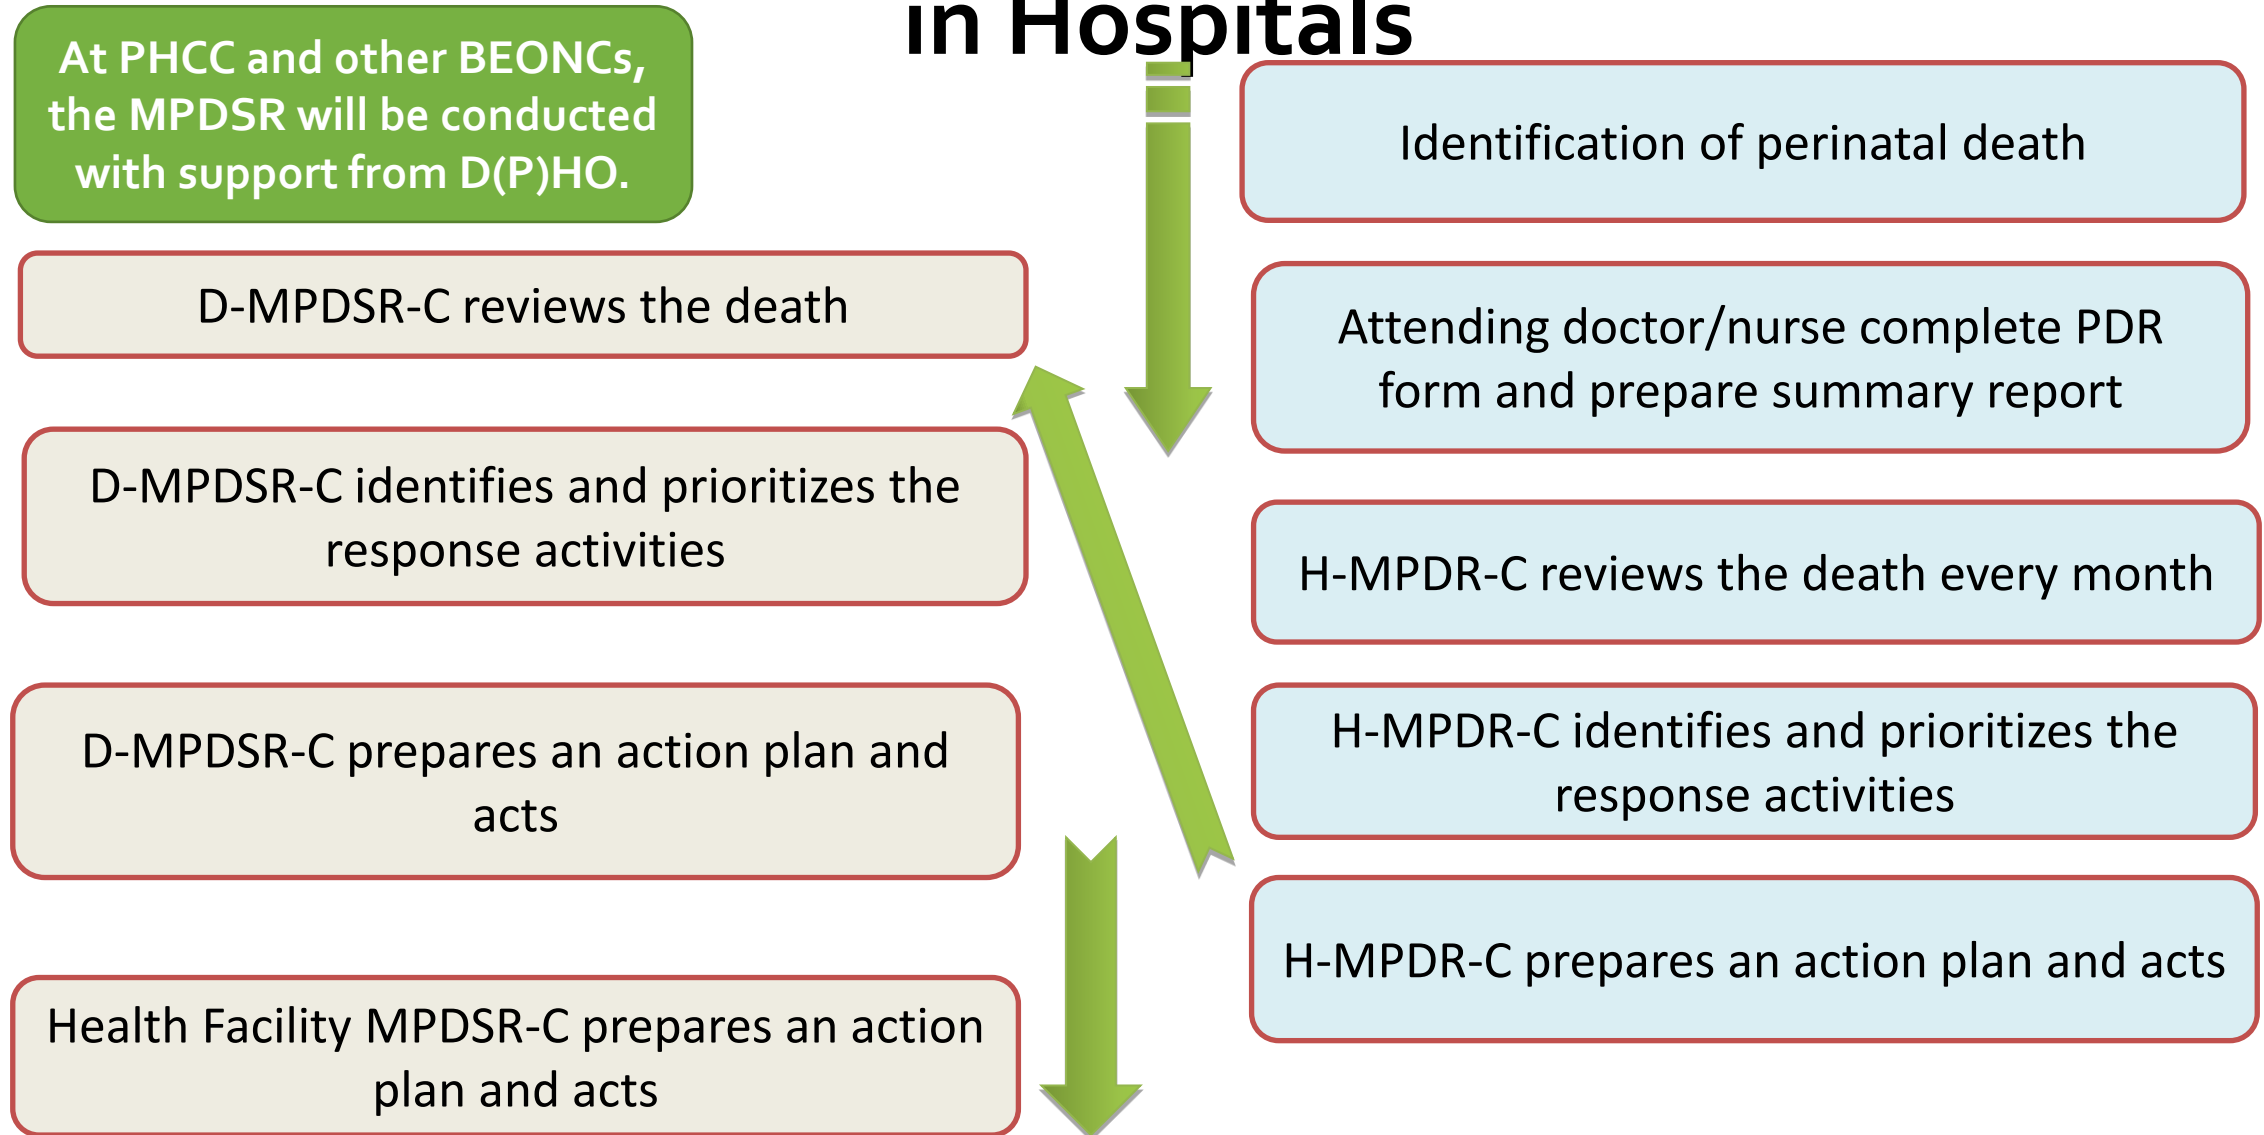 in Hospitals
At PHCC and other BEONCs,
the MPDSR will be conducted
with support from D(P)HO.
Identification of perinatal death
Attending doctor/nurse complete PDR
form and prepare summary report
H-MPDR-C reviews the death every month
H-MPDR-C identifies and prioritizes the
response activities
H-MPDR-C prepares an action plan and acts
D-MPDSR-C reviews the death
D-MPDSR-C identifies and prioritizes the
response activities
D-MPDSR-C prepares an action plan and
acts
Health Facility MPDSR-C prepares an action
plan and acts